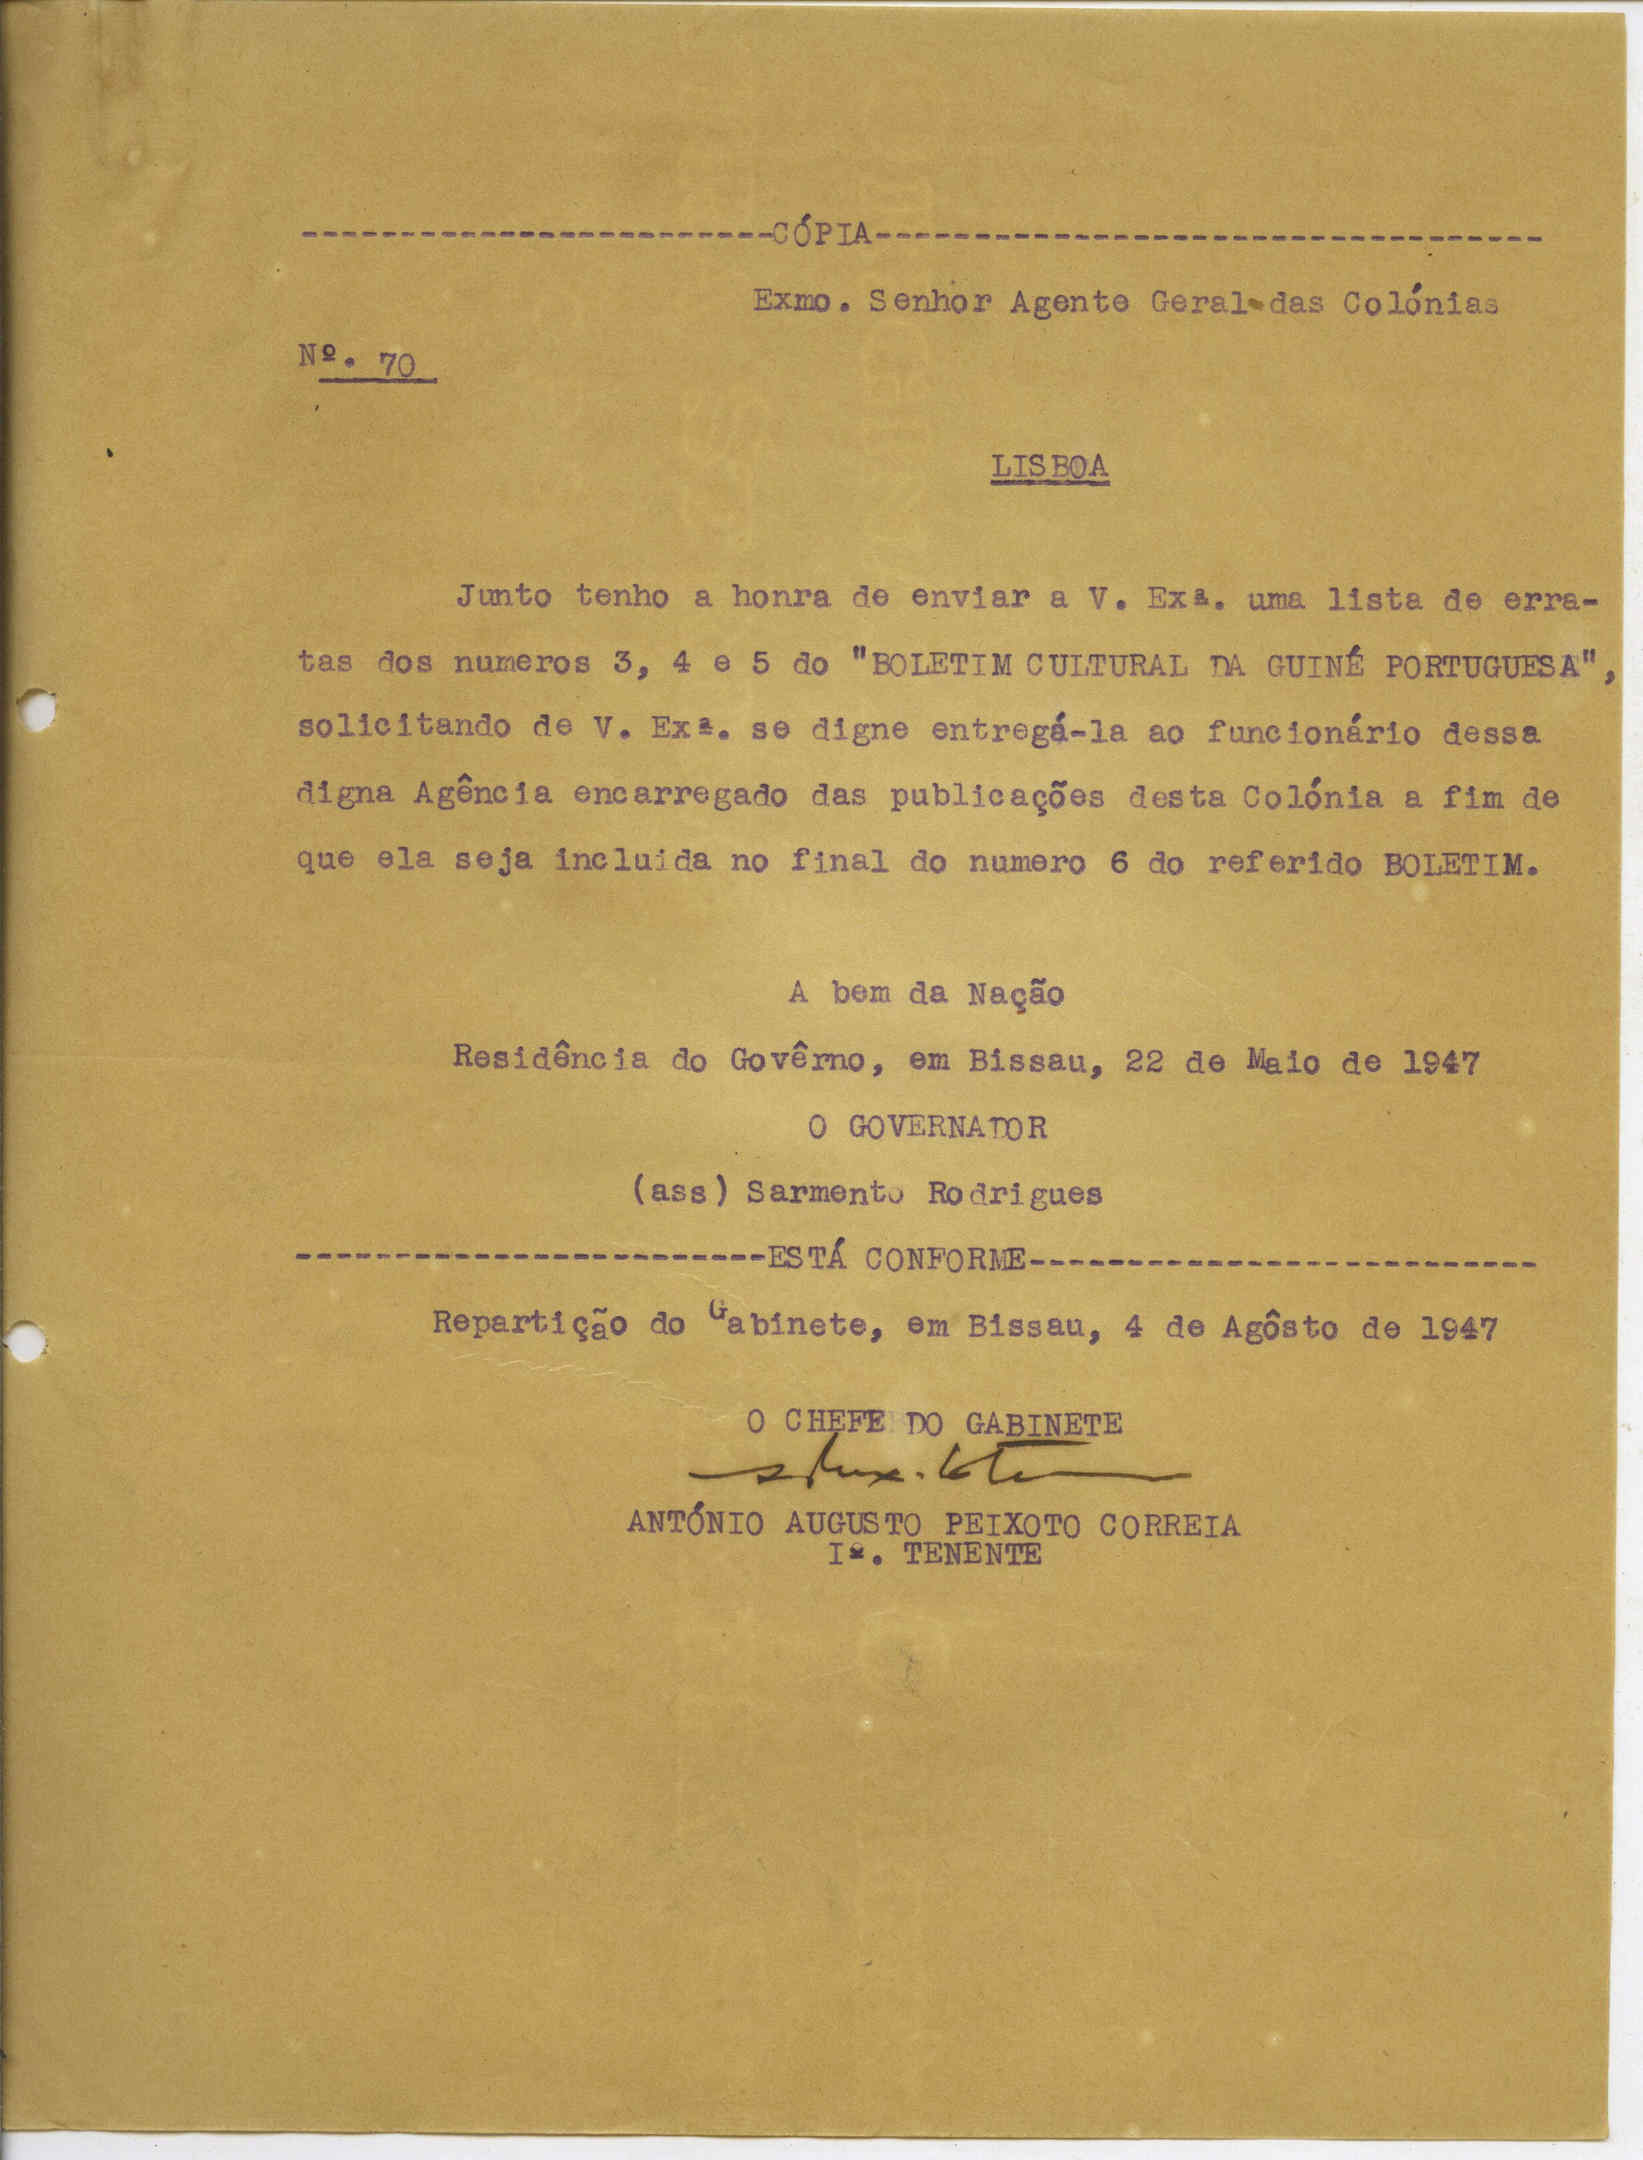 --------------------------CÓPIA----------------------------------
Exmo. Senhor Agente Geral das Colónias
Nº. 70
LISBOA
Junto tenho a honra de enviar a V. Exª. uma lista de erra-
tas dos numeros 3, 4 e 5 do "BOLETIM CULTURAL DA GUINÉ PORTUGUESA",
solicitando de V. Exª. se digne entregá-la ao funcionário dessa
digna Agência encarregado das publicações desta Colónia a fim de
que ela seja incluida no final do numero 6 do referido BOLETIM.
A bem da Nação
Residência do Govêrno, em Bissau, 22 de Maio de 1947
O GOVERNADOR
(ass) Sarmento Rodrigues
------------------------ESTÁ CONFORME--------------------------
Repartição do Gabinete, em Bissau, 4 de Agôsto de 1947
O CHEFE DO GABINETE
ANTÓNIO AUGUSTO PEIXOTO CORREIA
Iº. TENENTE